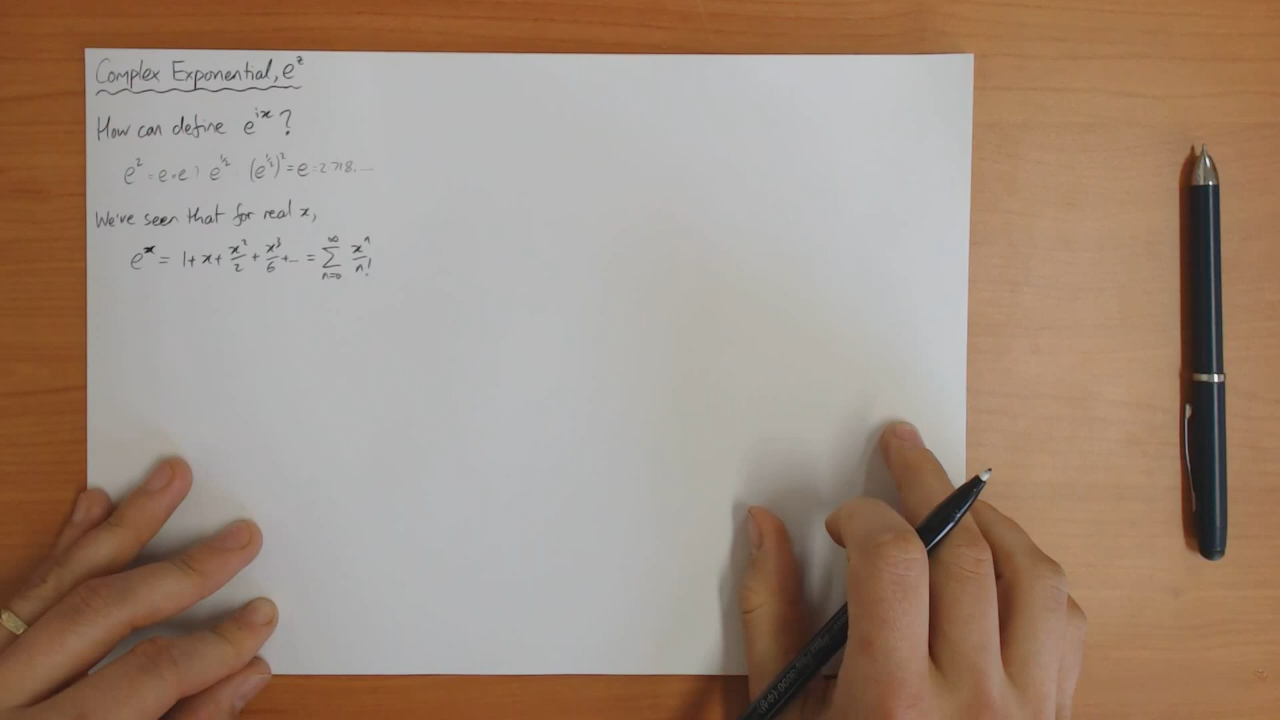 Complex Exponential, e^z
How can define e^{ix} ?
e^2 = e×e, e^{1/2} (e^{1/2})^2 = e = 2.718....
We've seen that for real x,
e^x = 1 + x + x^2/2 + x^3/6 + ... = ∑_{n=0}^{∞} x^n/n!